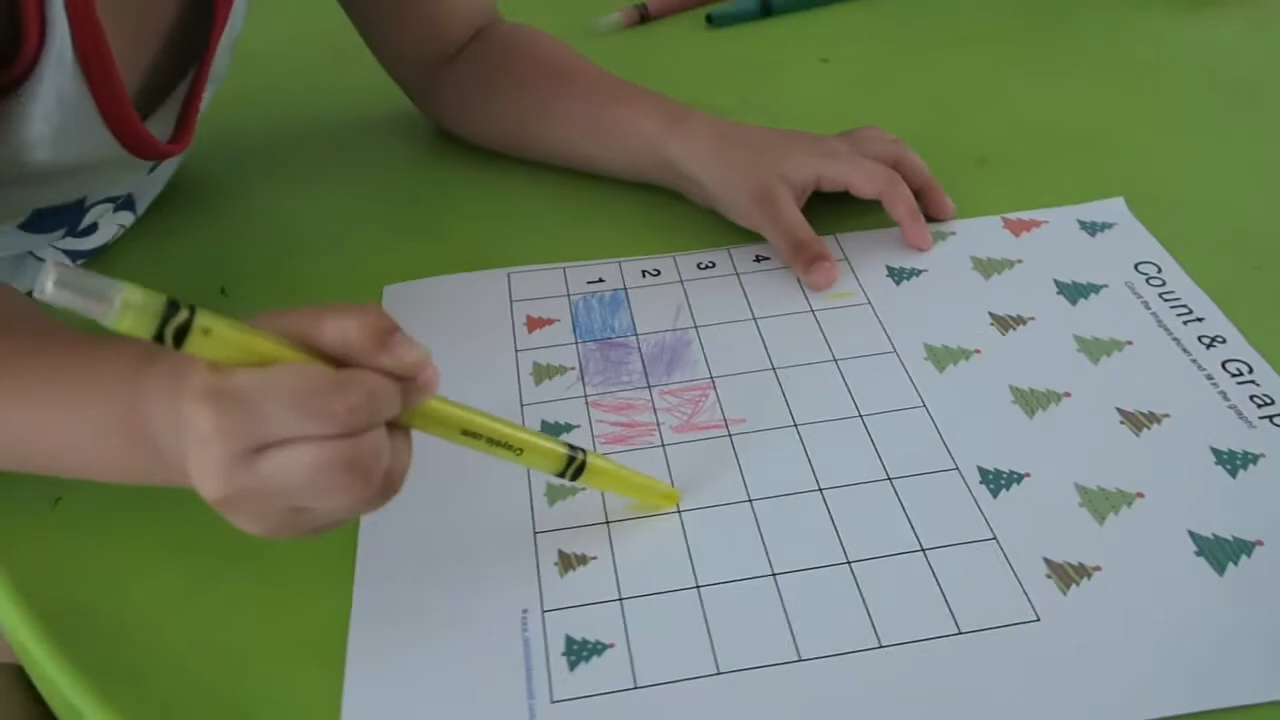 Count & Grap
Count the images shown and fill in the graph!
1 2 3 4
Crayola.com